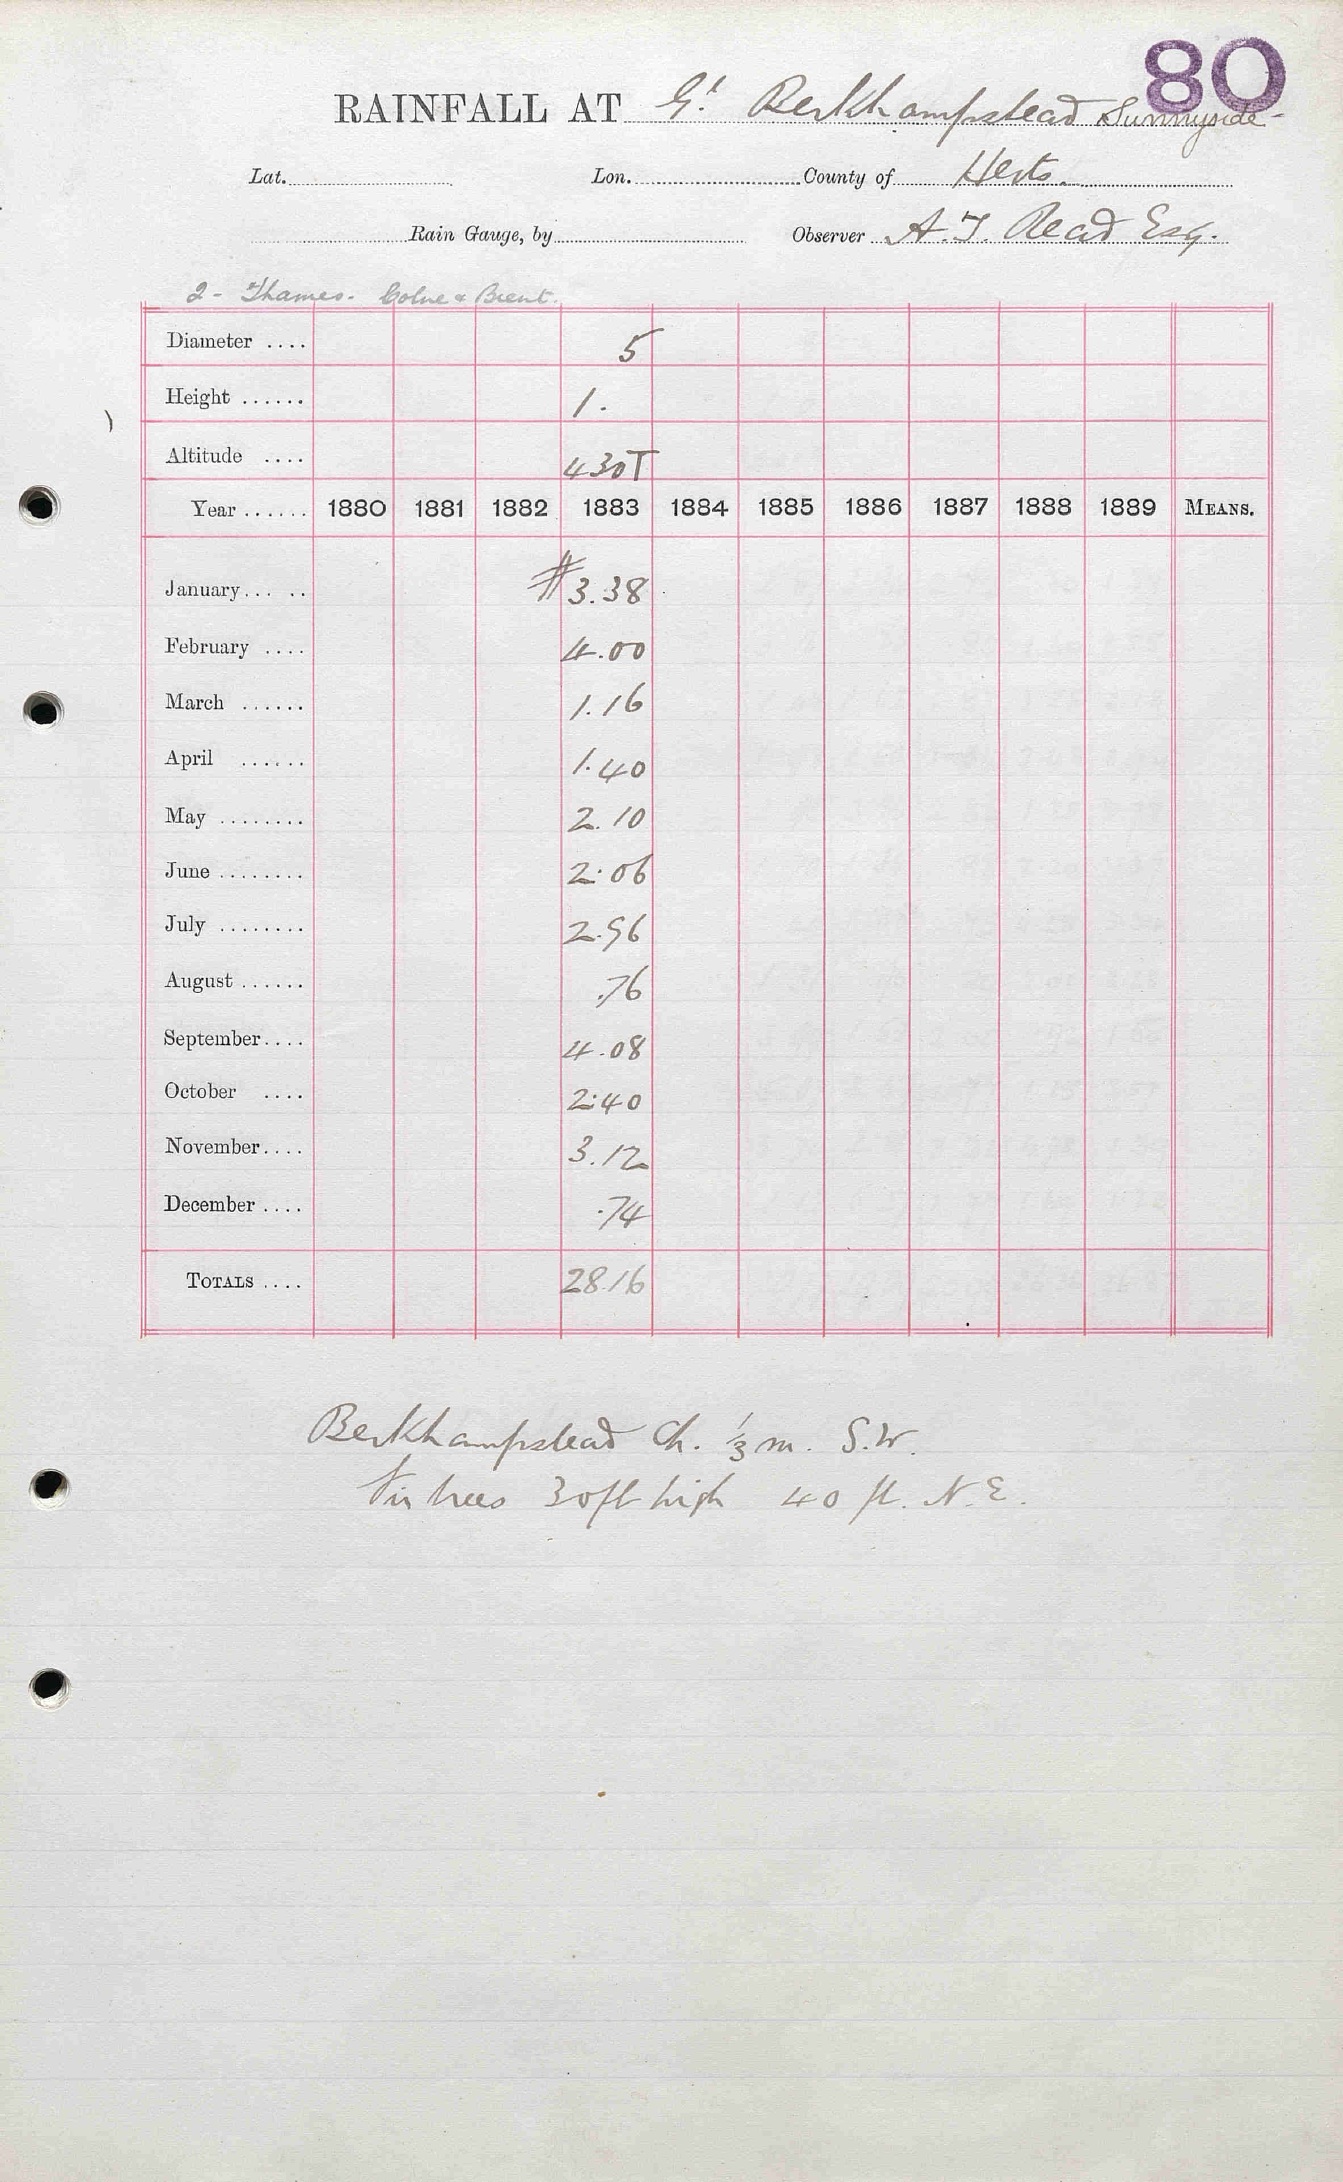 80
RAINFALL AT Gt Berkhampstead Sunnyside
Lat. Lon. County of Herts.
Rain Gauge, by Observer A. T. Read Esq.
2 - Thames. Colne & Brent.
Diameter .... 5
Height ...... 1.
Altitude .... 430T
Year ...... 1880 1881 1882 1883 1884 1885 1886 1887 1888 1889 MEANS.
January... .. #3.38
February .... 4.00
March ...... 1.16
April ...... 1.40
May ........ 2.10
June ........ 2.06
July ........ 2.96
August ...... .76
September.... 4.08
October .... 2.40
November.... 3.12
December .... .74
TOTALS .... 28.16
Berkhampstead Ch. 1/3 m. S.W.
Fir trees 30ft high 40 ft. N.E.